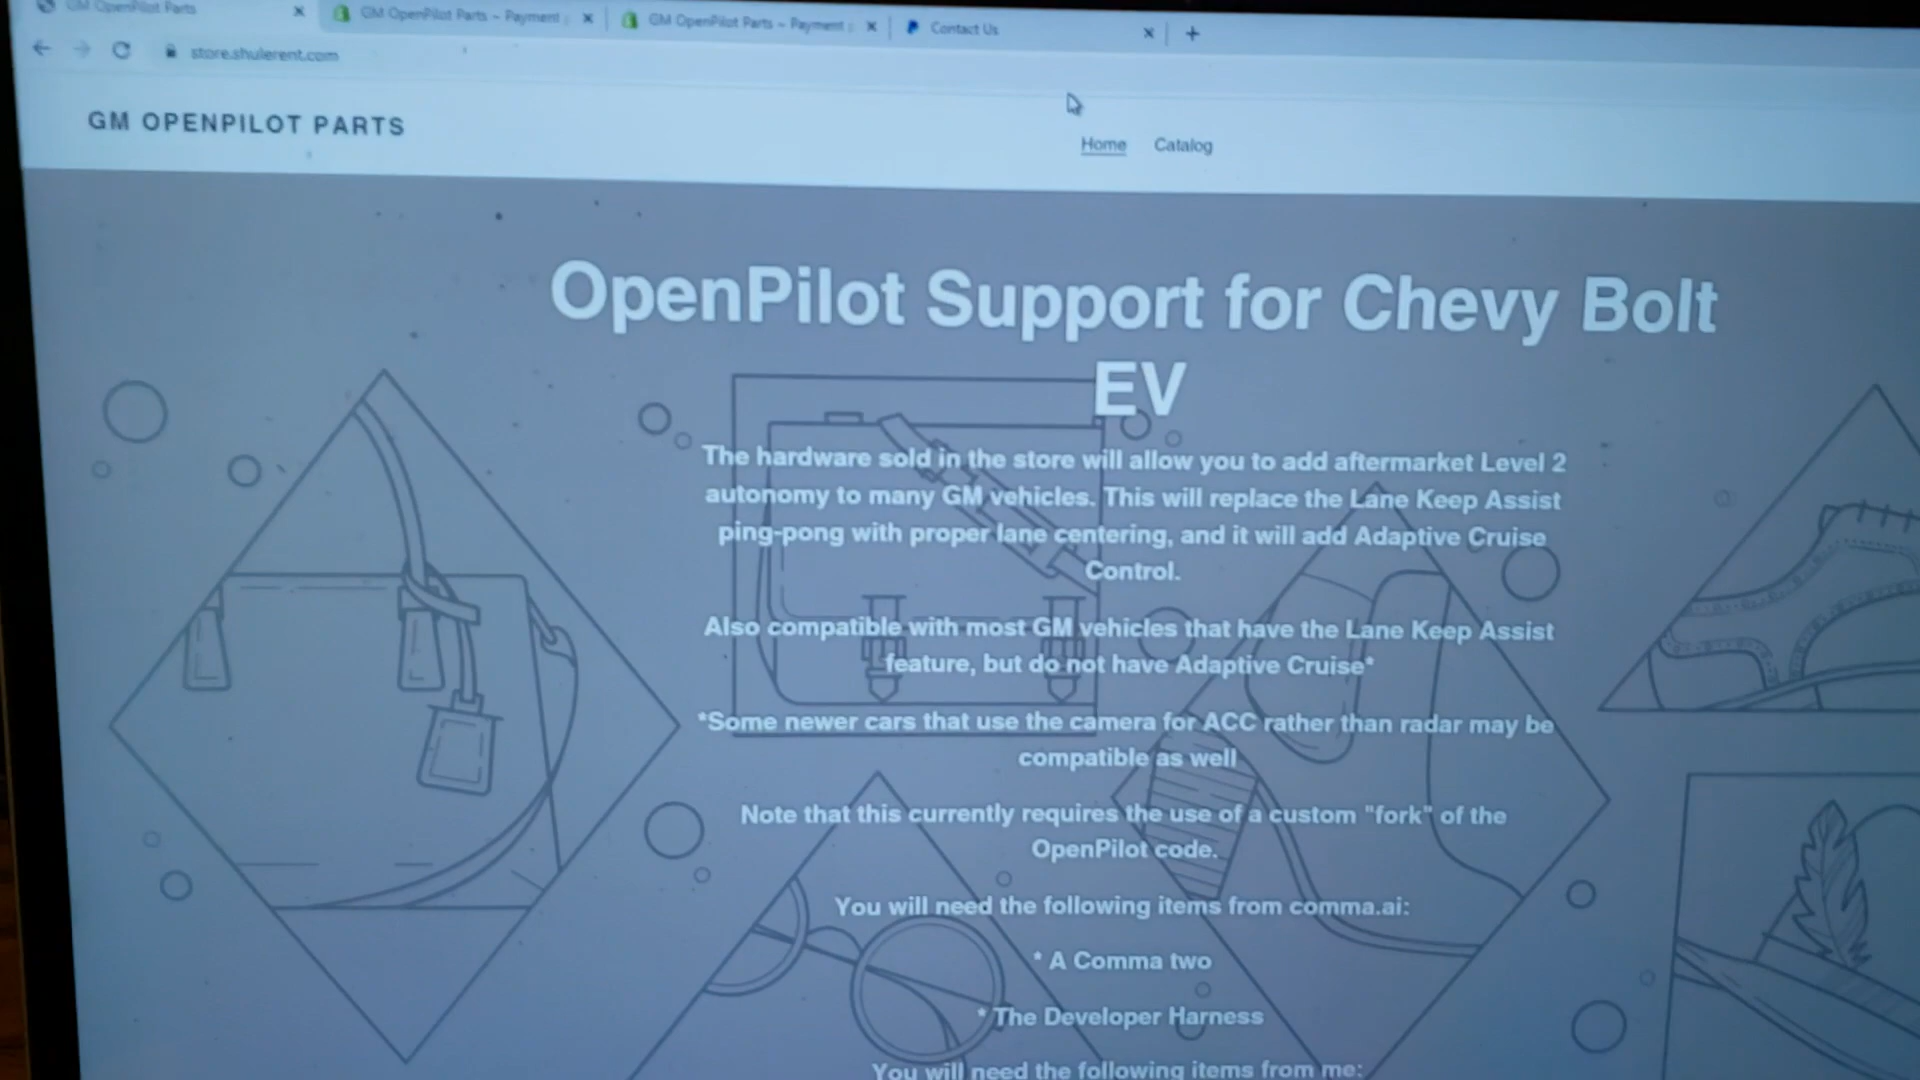 GM OpenPilot Parts
GM OpenPilot Parts ~ Payment
GM OpenPilot Parts ~ Payment
Contact Us
store.shulerent.com
GM OPENPILOT PARTS
Home
Catalog
OpenPilot Support for Chevy Bolt
EV
The hardware sold in the store will allow you to add aftermarket Level 2
autonomy to many GM vehicles. This will replace the Lane Keep Assist
ping-pong with proper lane centering, and it will add Adaptive Cruise
Control.
Also compatible with most GM vehicles that have the Lane Keep Assist
feature, but do not have Adaptive Cruise*
*Some newer cars that use the camera for ACC rather than radar may be
compatible as well
Note that this currently requires the use of a custom "fork" of the
OpenPilot code.
You will need the following items from comma.ai:
* A Comma two
* The Developer Harness
You will need the following items from me: